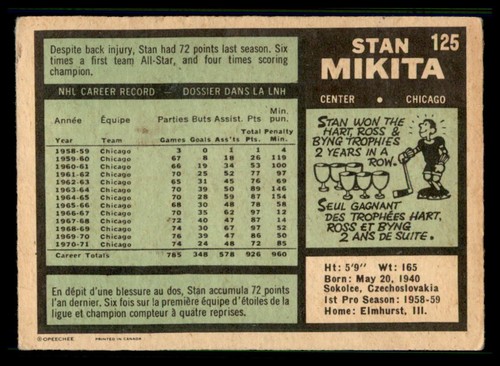 Despite back injury, Stan had 72 points last season. Six
times a first team All-Star, and four times scoring
champion.
STAN 125
MIKITA
CENTER • CHICAGO
NHL CAREER RECORD — DOSSIER DANS LA LNH
Année Équipe Parties Buts Assist. Pts Min. pun.
Year Team Games Goals Ass'ts Total Pts Penalty Min.
1958-59 Chicago 3 0 1 1 4
1959-60 Chicago 67 8 18 26 119
1960-61 Chicago 66 19 34 53 100
1961-62 Chicago 70 25 52 77 97
1962-63 Chicago 65 31 45 76 69
1963-64 Chicago 70 39 50 89 146
1964-65 Chicago 70 28 59 87 154
1965-66 Chicago 68 30 48 78 58
1966-67 Chicago 70 35 62 97 12
1967-68 Chicago 72 40 47 87 14
1968-69 Chicago 74 30 67 97 52
1969-70 Chicago 76 39 47 86 50
1970-71 Chicago 74 24 48 72 85
Career Totals 785 348 578 926 960
STAN WON THE
HART, ROSS &
BYNG TROPHIES
2 YEARS IN A
ROW.
SEUL GAGNANT
DES TROPHÉES HART,
ROSS ET BYNG
2 ANS DE SUITE.
En dépit d'une blessure au dos, Stan accumula 72 points
l'an dernier. Six fois sur la première équipe d'étoiles de la
ligue et champion compteur à quatre reprises.
Ht: 5'9" Wt: 165
Born: May 20, 1940
Sokolce, Czechoslovakia
1st Pro Season: 1958-59
Home: Elmhurst, Ill.
©OPEECHEE PRINTED IN CANADA